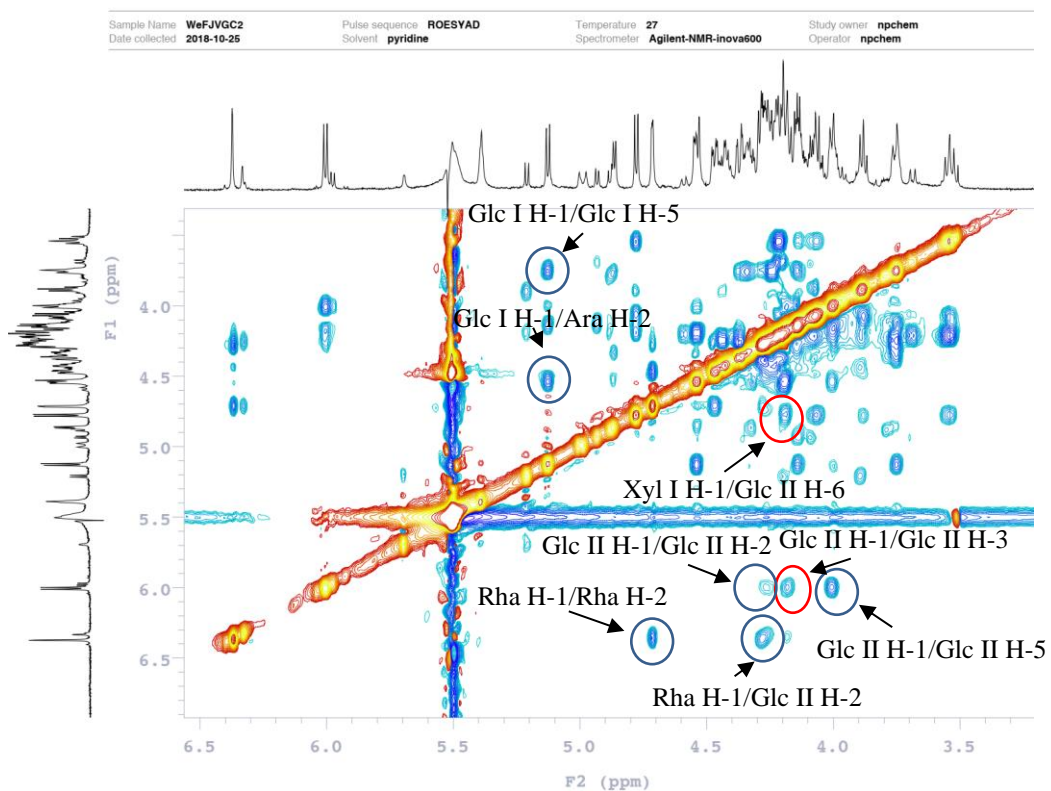 Sample Name WeFJVGC2 Pulse sequence ROESYAD Temperature 27 Study owner npchem
Date collected 2018-10-25 Solvent pyridine Spectrometer Agilent-NMR-inova600 Operator npchem
Glc I H-1/Glc I H-5
F1 (ppm)
4.0
Glc I H-1/Ara H-2
4.5
5.0
Xyl I H-1/Glc II H-6
5.5
Glc II H-1/Glc II H-2 Glc II H-1/Glc II H-3
6.0
Rha H-1/Rha H-2
Glc II H-1/Glc II H-5
6.5
Rha H-1/Glc II H-2
6.5 6.0 5.5 5.0 4.5 4.0 3.5
F2 (ppm)